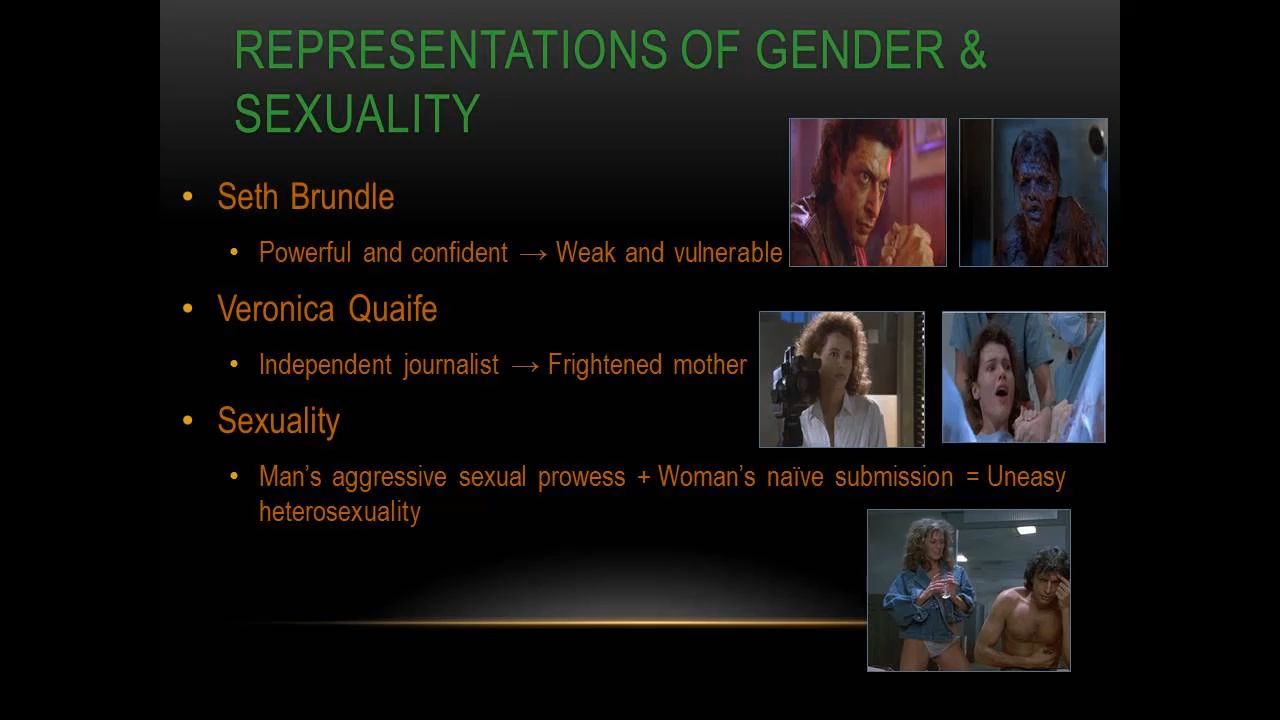 REPRESENTATIONS OF GENDER &
SEXUALITY
• Seth Brundle
• Powerful and confident → Weak and vulnerable
• Veronica Quaife
• Independent journalist → Frightened mother
• Sexuality
• Man’s aggressive sexual prowess + Woman’s naïve submission = Uneasy
heterosexuality